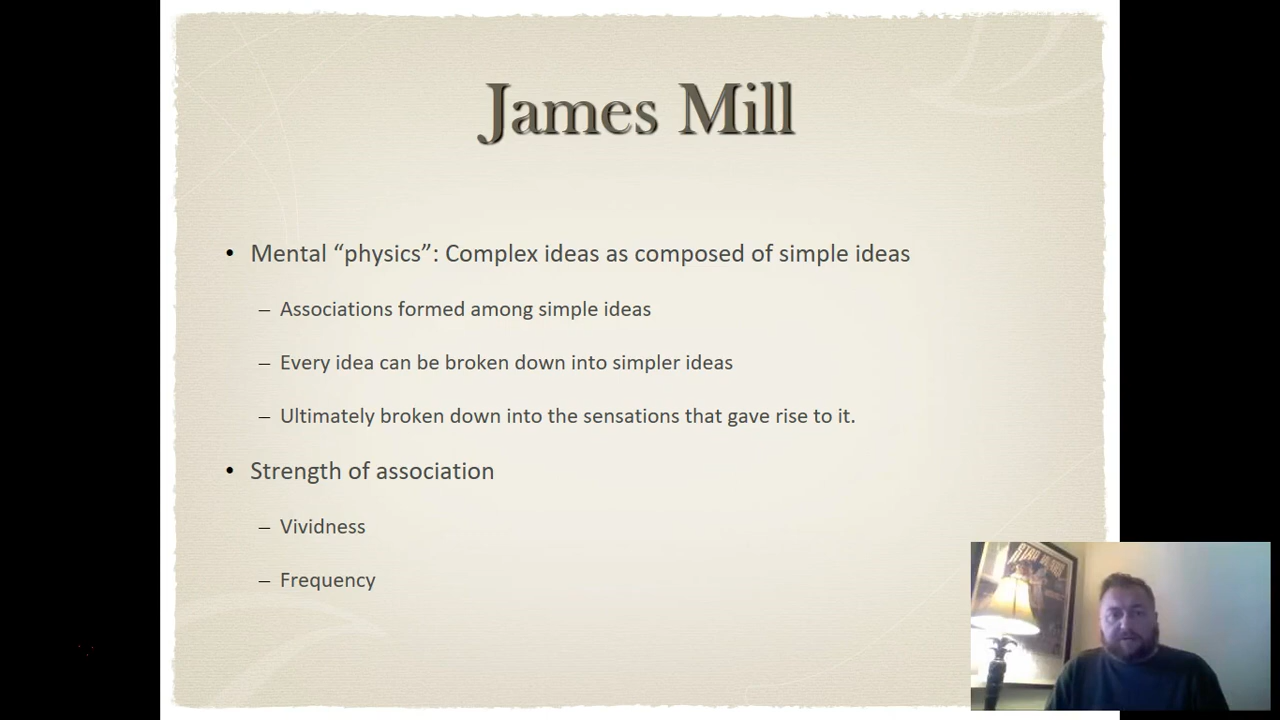 James Mill
• Mental “physics”: Complex ideas as composed of simple ideas
– Associations formed among simple ideas
– Every idea can be broken down into simpler ideas
– Ultimately broken down into the sensations that gave rise to it.
• Strength of association
– Vividness
– Frequency